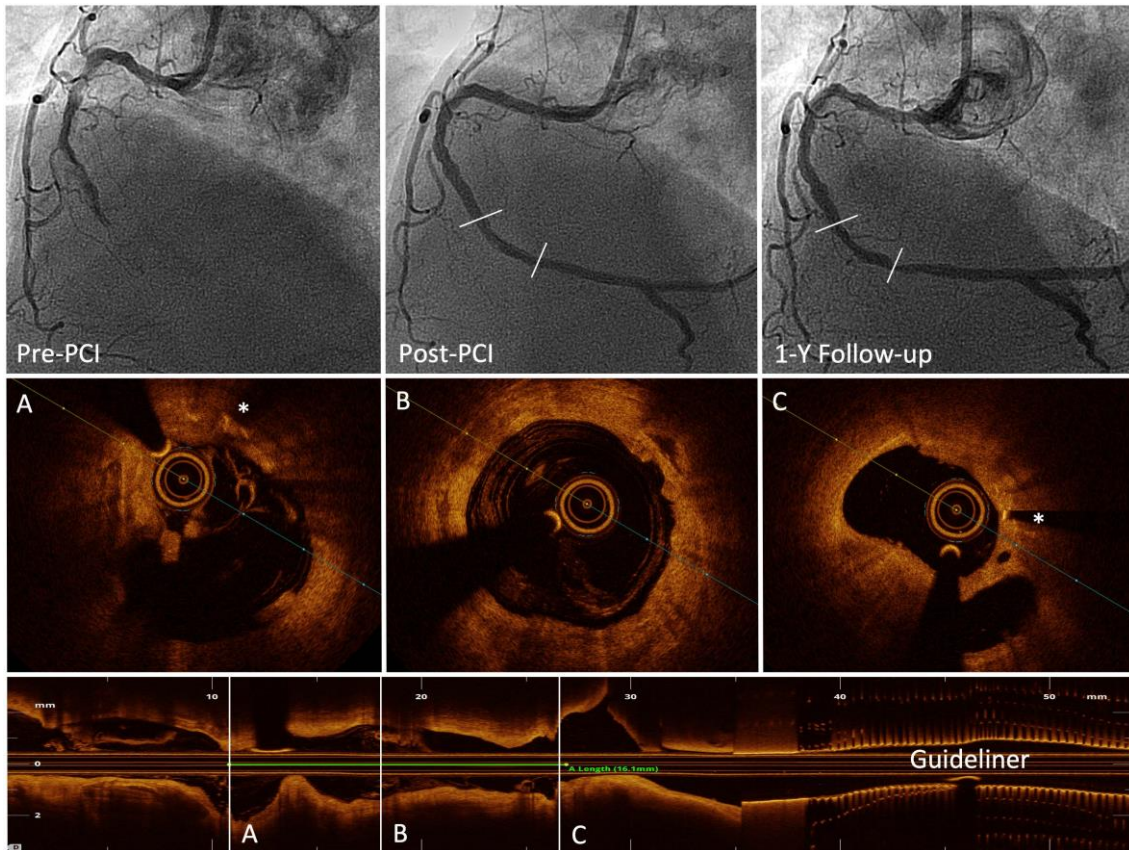 Pre-PCI
Post-PCI
1-Y Follow-up
A
*
B
C
*
10
20
30
40
50
mm
mm
0
A Length (16.1mm)
Guideliner
2
A
B
C